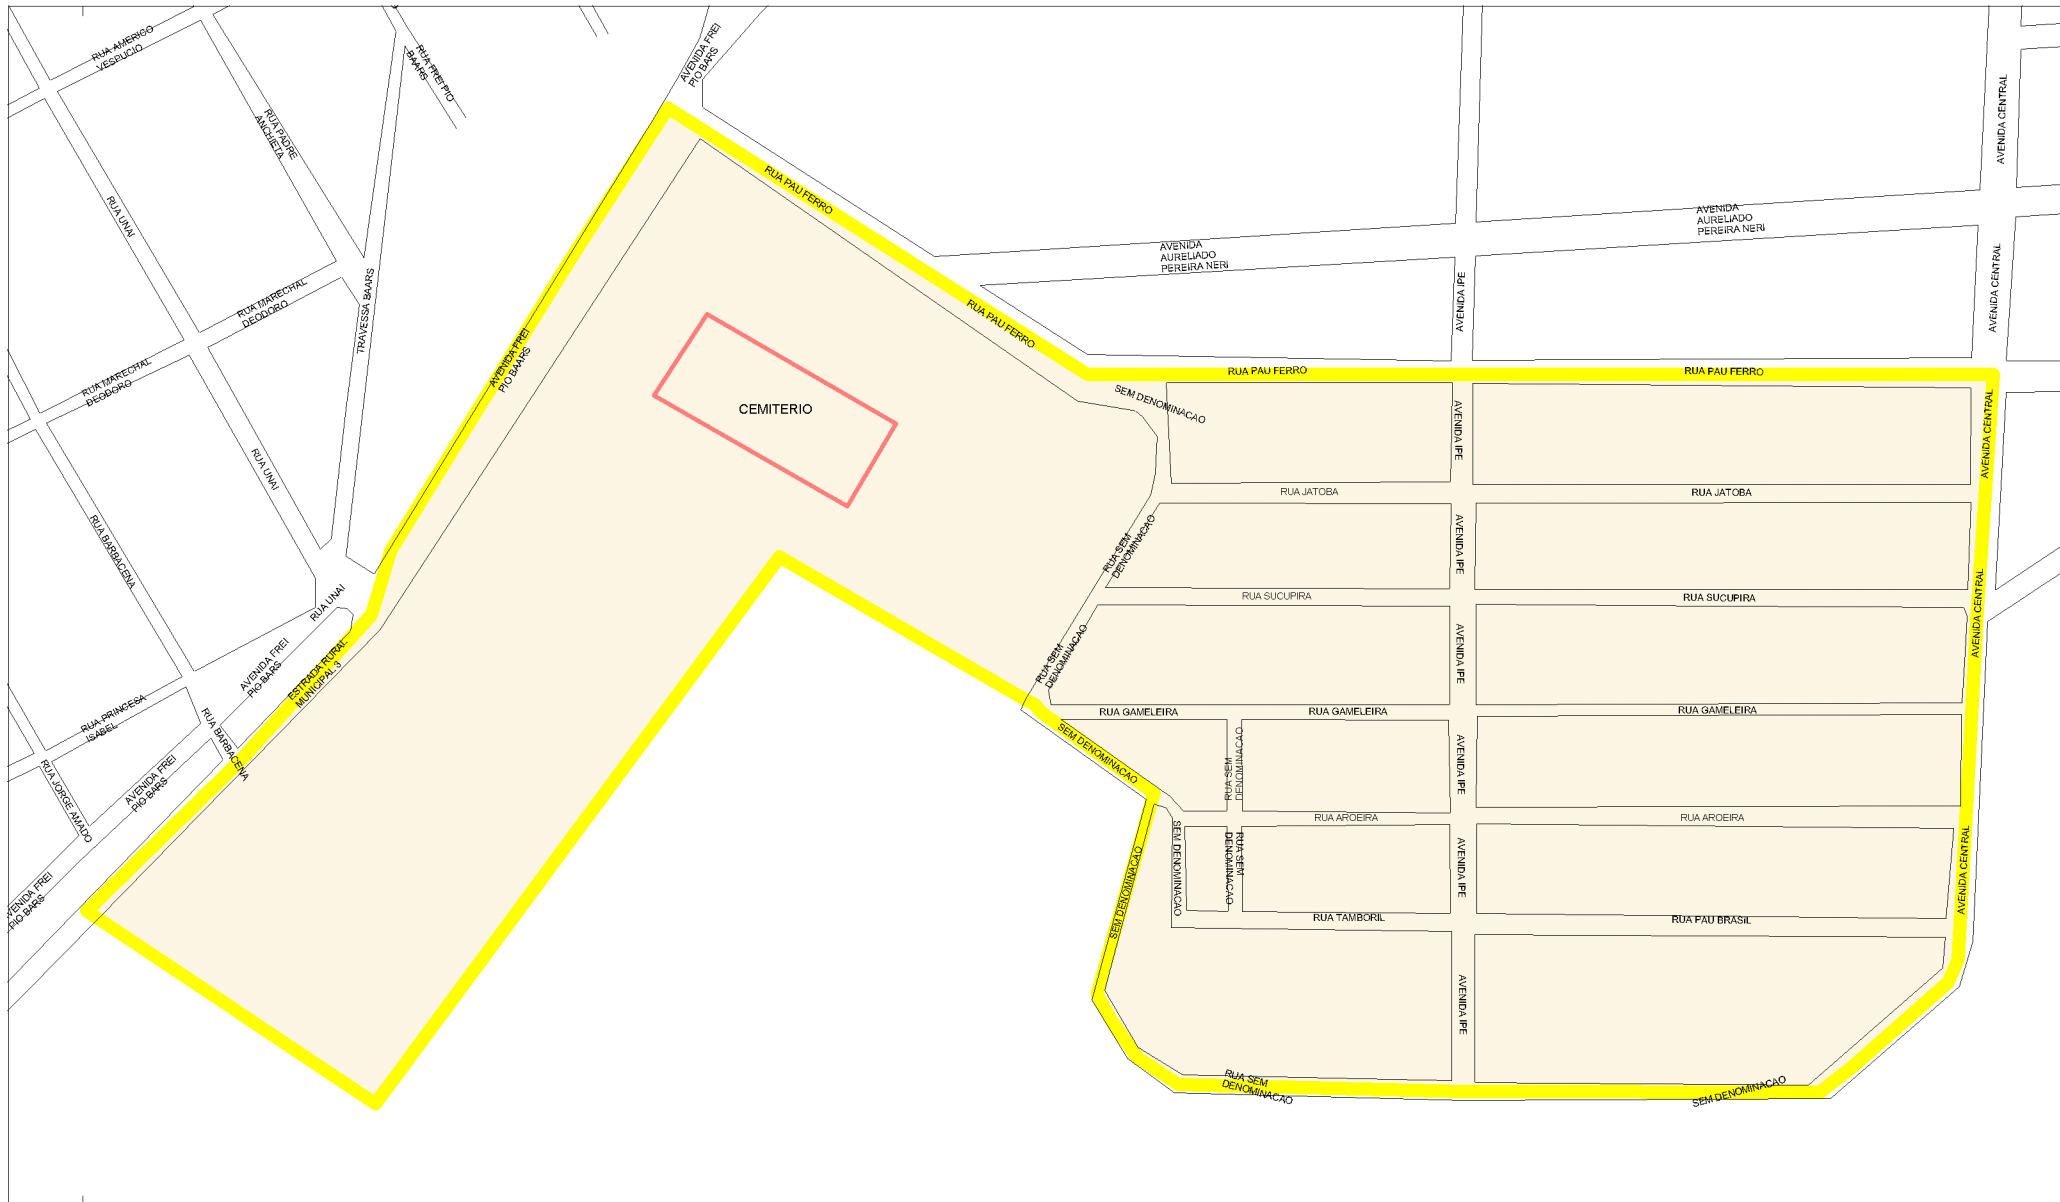 RUA AMERICO
VESPUCIO
RUA FREI PIO
BAARS
AVENIDA FREI
PIO BARS
AVENIDA CENTRAL
RUA PADRE
ANCHIETA
RUA PAU FERRO
RUA UNAI
AVENIDA
AURELIADO
PEREIRA NERI
AVENIDA
AURELIADO
PEREIRA NERI
RUA MARECHAL
DEODORO
TRAVESSA BAARS
RUA PAU FERRO
AVENIDA IPE
AVENIDA CENTRAL
AVENIDA FREI
PIO BAARS
RUA MARECHAL
DEODORO
RUA PAU FERRO
RUA PAU FERRO
CEMITERIO
SEM DENOMINACAO
AVENIDA IPE
AVENIDA CENTRAL
RUA UNAI
RUA JATOBA
RUA JATOBA
RUA BARBACENA
RUA SEM
DENOMINACAO
AVENIDA IPE
RUA UNAI
RUA SUCUPIRA
RUA SUCUPIRA
AVENIDA CENTRAL
AVENIDA FREI
PIO BARS
ESTRADA RURAL
MUNICIPAL 3
RUA SEM
DENOMINACAO
AVENIDA IPE
RUA PRINCESA
ISABEL
RUA BARBACENA
RUA GAMELEIRA
RUA GAMELEIRA
RUA GAMELEIRA
SEM DENOMINACAO
RUA SEM
DENOMINACAO
AVENIDA IPE
RUA JORGE AMADO
AVENIDA FREI
PIO BARS
RUA AROEIRA
RUA AROEIRA
SEM DENOMINACAO
SEM DENOMINACAO
RUA SEM
DENOMINACAO
AVENIDA IPE
AVENIDA CENTRAL
VENIDA FREI
PIO BARS
RUA TAMBORIL
RUA PAU BRASIL
AVENIDA IPE
RUA SEM
DENOMINACAO
SEM DENOMINACAO